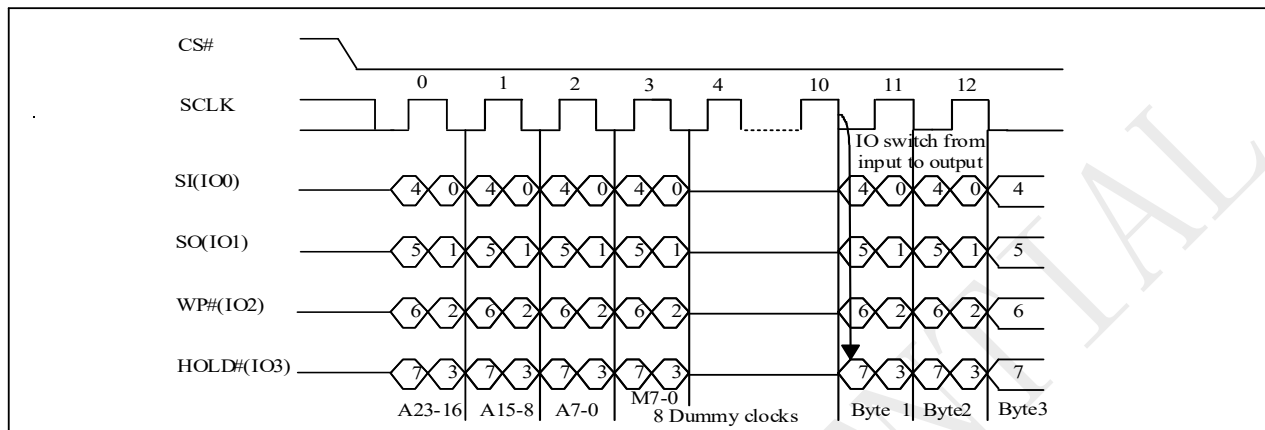 CS#
0 1 2 3 4 10 11 12
SCLK
IO switch from
input to output
SI(IO0)
4 0 4 0 4 0 4 0 4 0 4 0 4
SO(IO1)
5 1 5 1 5 1 5 1 5 1 5 1 5
WP#(IO2)
6 2 6 2 6 2 6 2 6 2 6 2 6
HOLD#(IO3)
7 3 7 3 7 3 7 3 7 3 7 3 7
A23-16 A15-8 A7-0 M7-0 8 Dummy clocks Byte 1 Byte2 Byte3
NTIAL